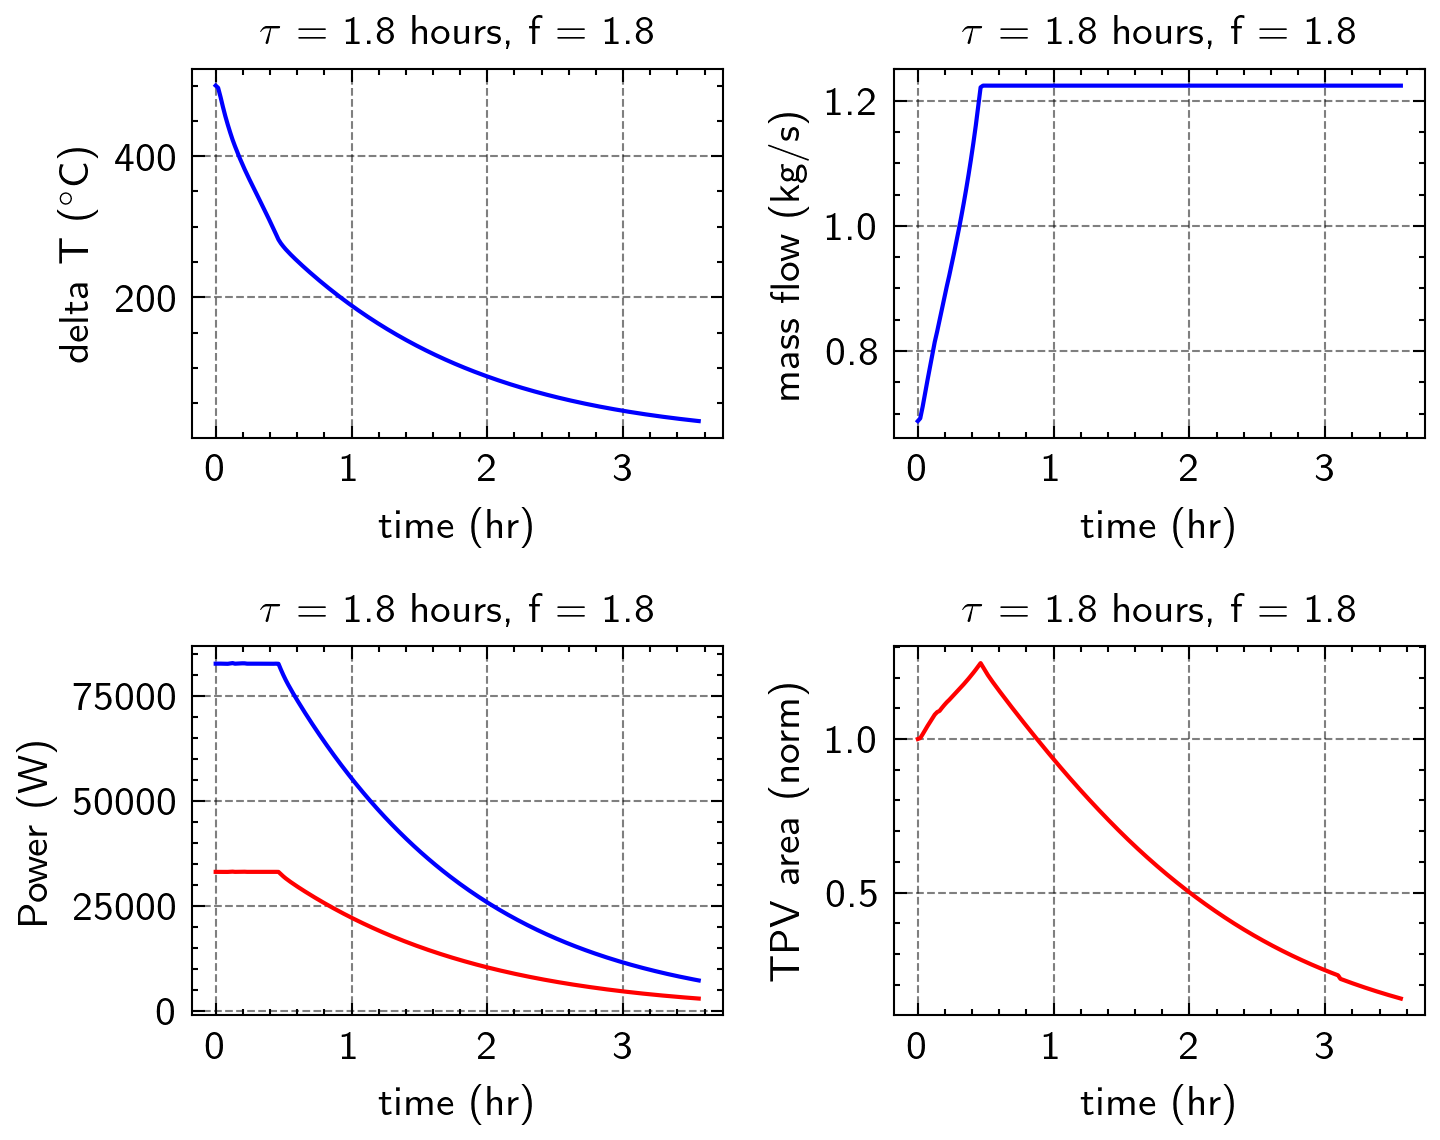 τ = 1.8 hours, f = 1.8
delta T (°C)
400
200
0 1 2 3
time (hr)
τ = 1.8 hours, f = 1.8
mass flow (kg/s)
1.2
1.0
0.8
0 1 2 3
time (hr)
τ = 1.8 hours, f = 1.8
Power (W)
75000
50000
25000
0
0 1 2 3
time (hr)
τ = 1.8 hours, f = 1.8
TPV area (norm)
1.0
0.5
0 1 2 3
time (hr)